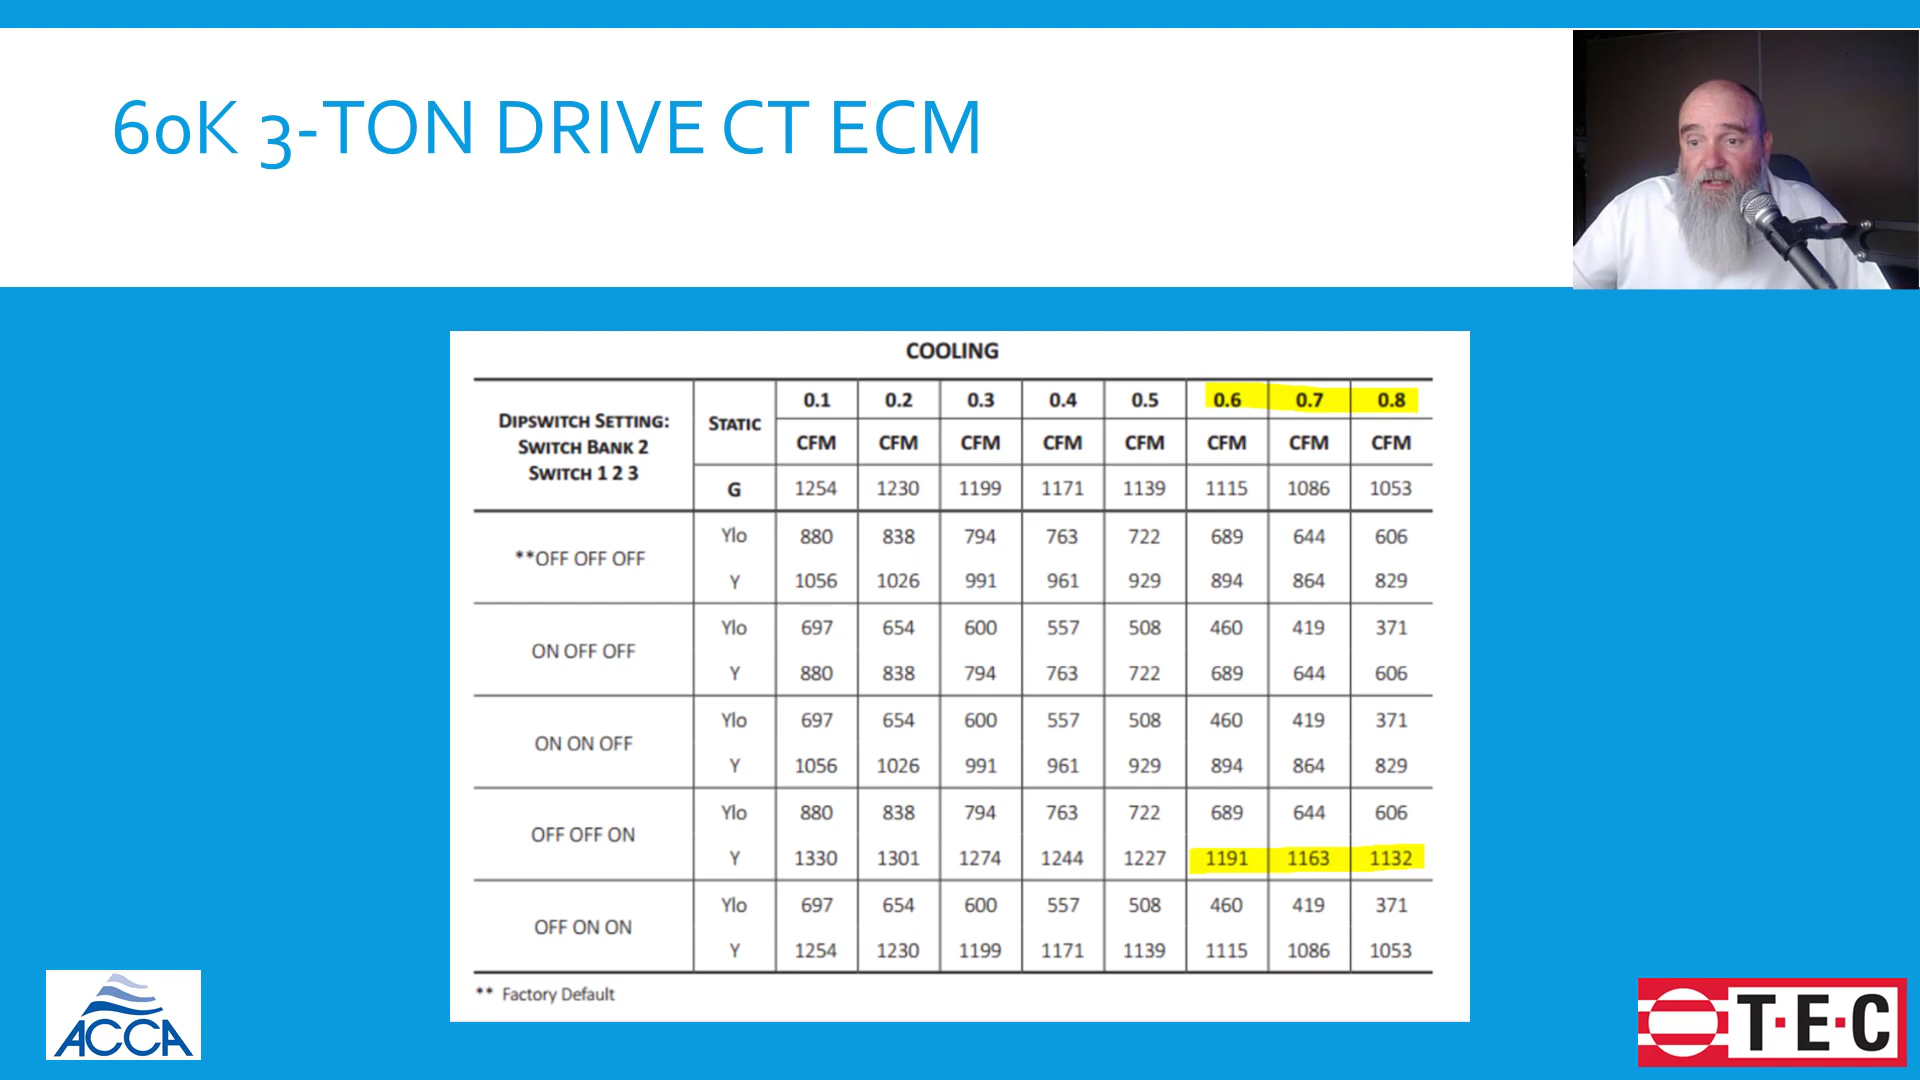 60K 3-TON DRIVE CT ECM
COOLING
DIPSWITCH SETTING:
SWITCH BANK 2
SWITCH 1 2 3
STATIC 0.1 0.2 0.3 0.4 0.5 0.6 0.7 0.8
CFM CFM CFM CFM CFM CFM CFM CFM
G 1254 1230 1199 1171 1139 1115 1086 1053
**OFF OFF OFF
Ylo 880 838 794 763 722 689 644 606
Y 1056 1026 991 961 929 894 864 829
ON OFF OFF
Ylo 697 654 600 557 508 460 419 371
Y 880 838 794 763 722 689 644 606
ON ON OFF
Ylo 697 654 600 557 508 460 419 371
Y 1056 1026 991 961 929 894 864 829
OFF OFF ON
Ylo 880 838 794 763 722 689 644 606
Y 1330 1301 1274 1244 1227 1191 1163 1132
OFF ON ON
Ylo 697 654 600 557 508 460 419 371
Y 1254 1230 1199 1171 1139 1115 1086 1053
** Factory Default
ACCA
T·E·C